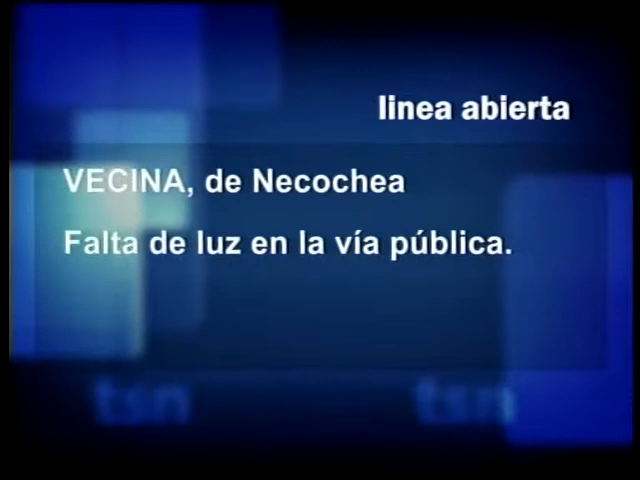 linea abierta
VECINA, de Necochea
Falta de luz en la vía pública.
tsn tsn